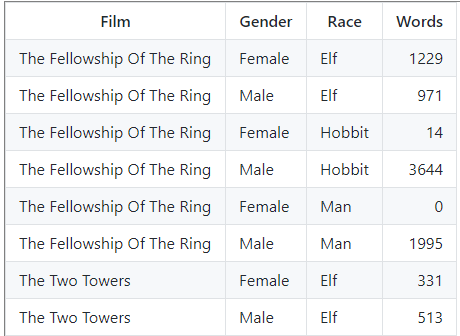 Film Gender Race Words
The Fellowship Of The Ring Female Elf 1229
The Fellowship Of The Ring Male Elf 971
The Fellowship Of The Ring Female Hobbit 14
The Fellowship Of The Ring Male Hobbit 3644
The Fellowship Of The Ring Female Man 0
The Fellowship Of The Ring Male Man 1995
The Two Towers Female Elf 331
The Two Towers Male Elf 513